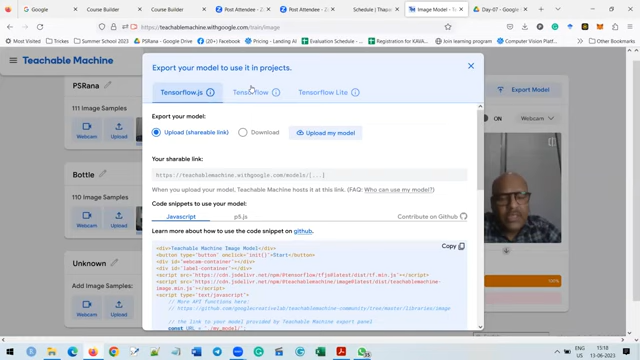 Google
Course Builder
Course Builder
Post Attendee - Z
Post Attendee - Z
Schedule | Thapa
Image Model - T
Day-07 - Google
https://teachablemachine.withgoogle.com/train/image
Most Visited
Trackers
Summer School 2023
PSRana - Google Drive
(20+) Facebook
Evaluation Schedule -
Registration for KAVA
Join learning program
Computer Vision Platf
Other Bookmarks
Teachable Machine
PSRana
111 Image Samples
Webcam
Upload
Bottle
110 Image Samples
Webcam
Upload
Unknown
Add Image Samples:
Webcam
Upload
Export your model to use it in projects.
Tensorflow.js
Tensorflow
Tensorflow Lite
Export your model:
Upload (shareable link)
Download
Upload my model
Your sharable link:
https://teachablemachine.withgoogle.com/models/[...]
When you upload your model, Teachable Machine hosts it at this link. (FAQ: Who can use my model?)
Code snippets to use your model:
Javascript
p5.js
Contribute on Github
Learn more about how to use the code snippet on github.
Copy
<div>Teachable Machine Image Model</div>
<button type="button" onclick="init()">Start</button>
<div id="webcam-container"></div>
<div id="label-container"></div>
<script src="https://cdn.jsdelivr.net/npm/@tensorflow/tfjs@latest/dist/tf.min.js"></script>
<script src="https://cdn.jsdelivr.net/npm/@teachablemachine/image@latest/dist/teachablemachine-
image.min.js"></script>
<script type="text/javascript">
// More API functions here:
// https://github.com/googlecreativelab/teachablemachine-community/tree/master/libraries/image
// the link to your model provided by Teachable Machine export panel
const URL = './my_model/';
Export Model
ON
Webcam
100%
ENG
US
15:18
13-06-2023